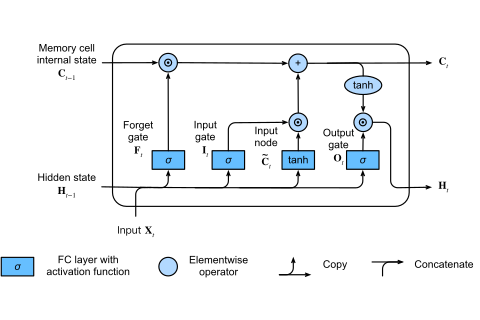 Memory cell
internal state
C_{t−1}
+
C_t
tanh
Forget
gate
F_t
Input
gate
I_t
Input
node
C̃_t
Output
gate
O_t
σ
σ
tanh
σ
Hidden state
H_{t−1}
H_t
Input X_t
σ
FC layer with
activation function
Elementwise
operator
Copy
Concatenate